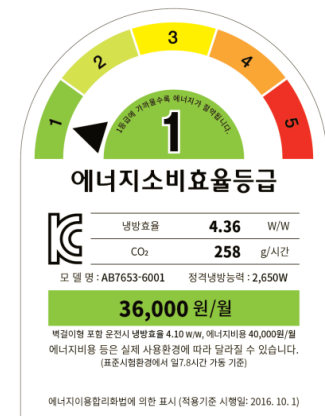 1 2 3 4 5
1등급에 가까울수록 에너지가 절약됩니다.
1
에너지소비효율등급
냉방효율 4.36 W/W
CO₂ 258 g/시간
모 델 명 : AB7653-6001 정격냉방능력 : 2,650W
36,000 원/월
벽걸이형 포함 운전시 냉방효율 4.10 w/w, 에너지비용 40,000원/월
에너지비용 등은 실제 사용환경에 따라 달라질 수 있습니다.
(표준시험환경에서 일7.8시간 가동 기준)
에너지이용합리화법에 의한 표시 (적용기준 시행일: 2016. 10. 1)